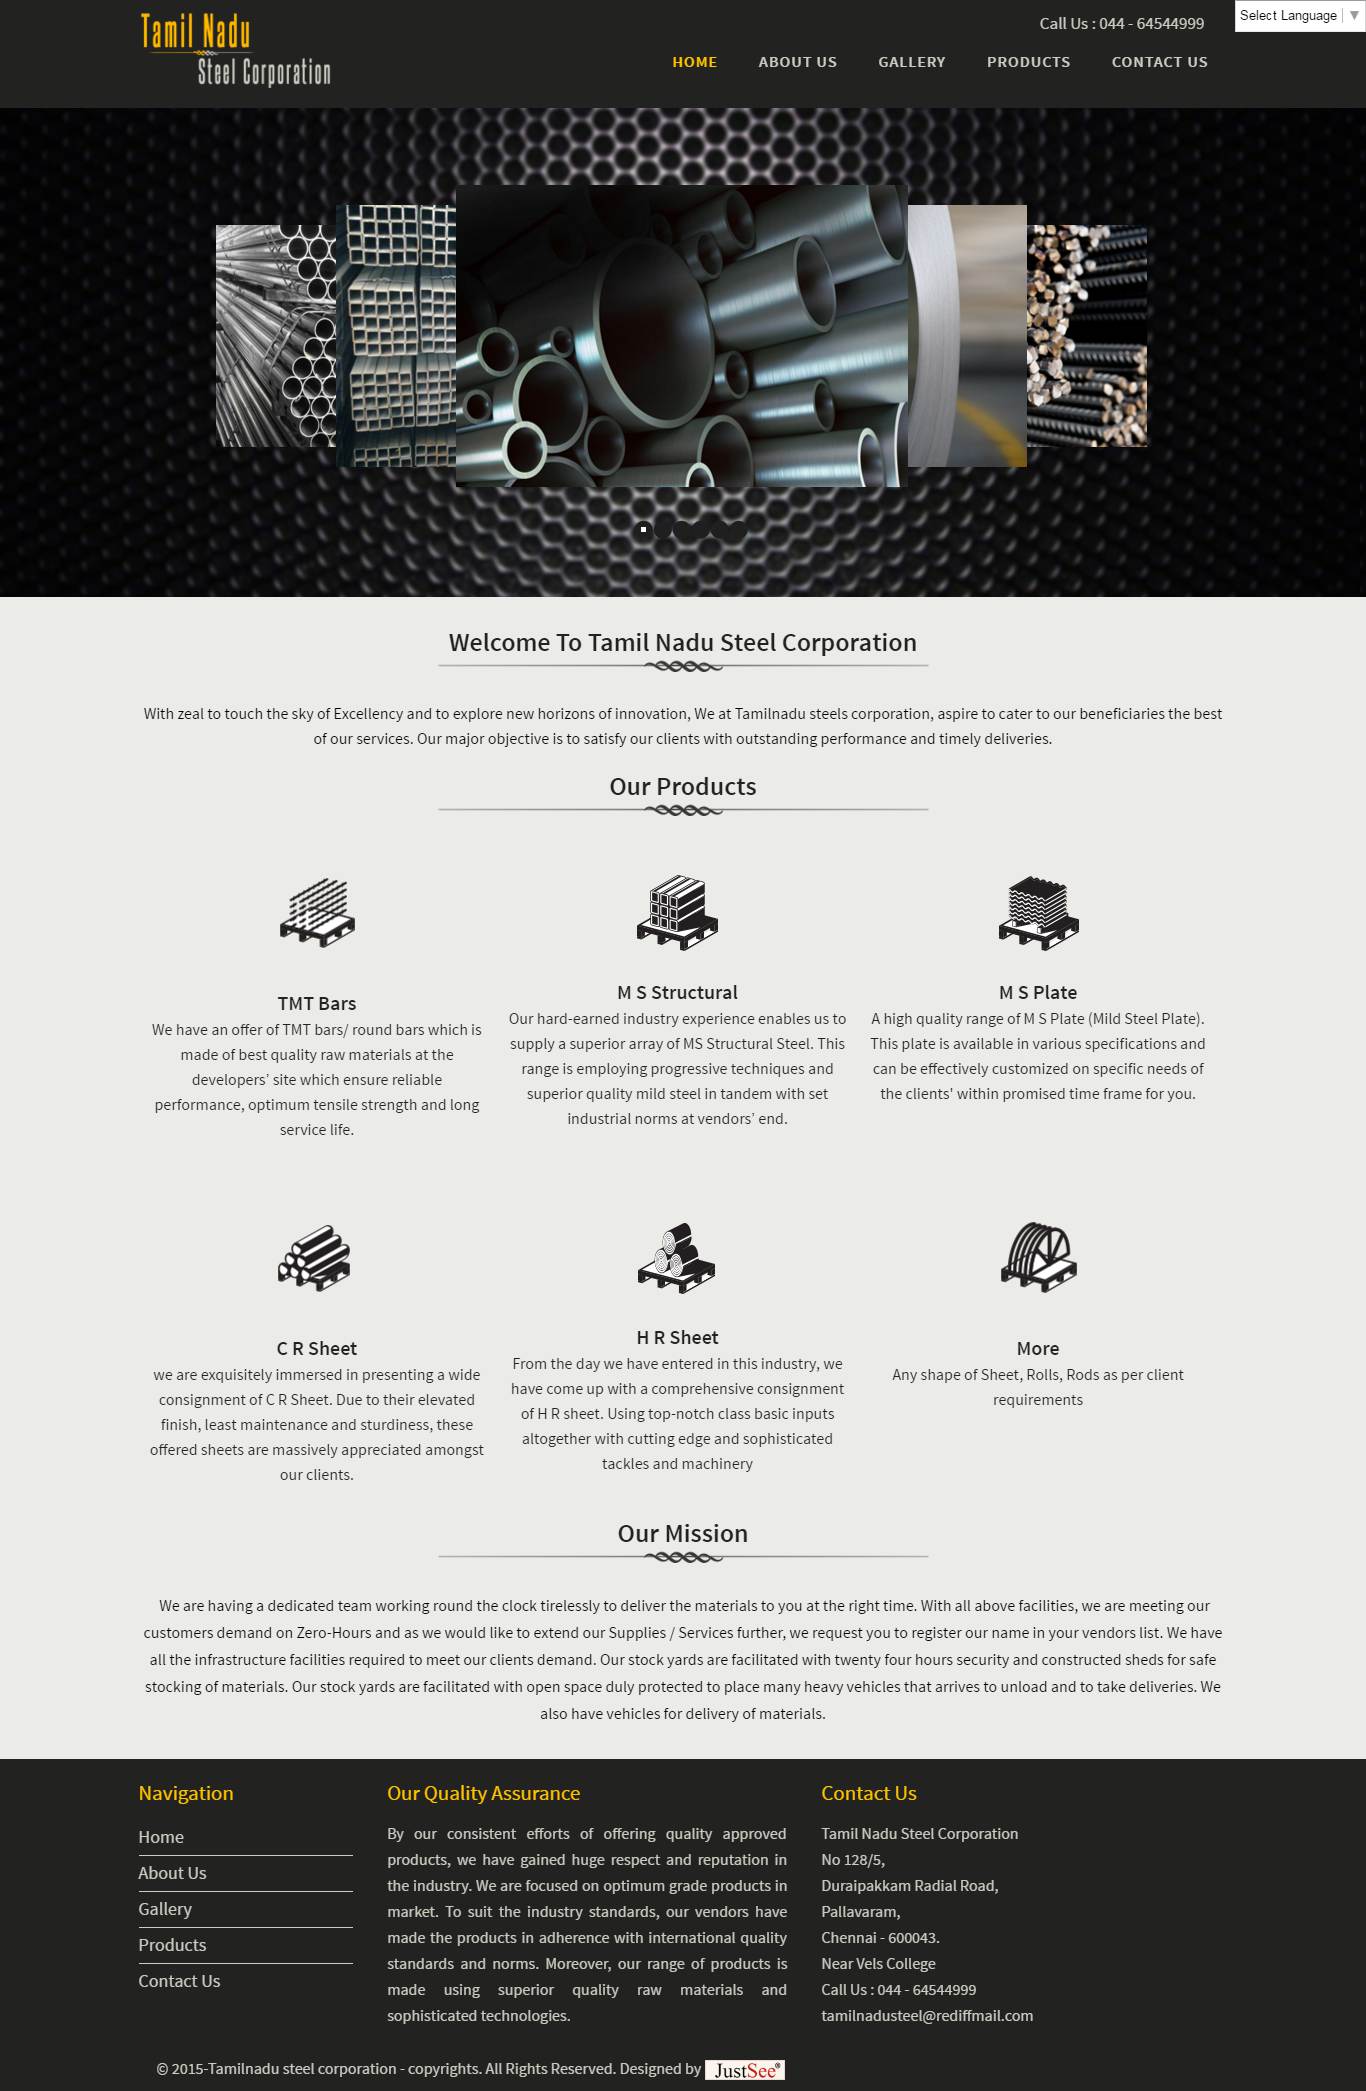 Tamil Nadu
Steel Corporation
Call Us : 044 - 64544999
Select Language ▼
HOME ABOUT US GALLERY PRODUCTS CONTACT US
Welcome To Tamil Nadu Steel Corporation
With zeal to touch the sky of Excellency and to explore new horizons of innovation, We at Tamilnadu steels corporation, aspire to cater to our beneficiaries the best
of our services. Our major objective is to satisfy our clients with outstanding performance and timely deliveries.
Our Products
TMT Bars
We have an offer of TMT bars/ round bars which is
made of best quality raw materials at the
developers’ site which ensure reliable
performance, optimum tensile strength and long
service life.
M S Structural
Our hard-earned industry experience enables us to
supply a superior array of MS Structural Steel. This
range is employing progressive techniques and
superior quality mild steel in tandem with set
industrial norms at vendors’ end.
M S Plate
A high quality range of M S Plate (Mild Steel Plate).
This plate is available in various specifications and
can be effectively customized on specific needs of
the clients' within promised time frame for you.
C R Sheet
we are exquisitely immersed in presenting a wide
consignment of C R Sheet. Due to their elevated
finish, least maintenance and sturdiness, these
offered sheets are massively appreciated amongst
our clients.
H R Sheet
From the day we have entered in this industry, we
have come up with a comprehensive consignment
of H R sheet. Using top-notch class basic inputs
altogether with cutting edge and sophisticated
tackles and machinery
More
Any shape of Sheet, Rolls, Rods as per client
requirements
Our Mission
We are having a dedicated team working round the clock tirelessly to deliver the materials to you at the right time. With all above facilities, we are meeting our
customers demand on Zero-Hours and as we would like to extend our Supplies / Services further, we request you to register our name in your vendors list. We have
all the infrastructure facilities required to meet our clients demand. Our stock yards are facilitated with twenty four hours security and constructed sheds for safe
stocking of materials. Our stock yards are facilitated with open space duly protected to place many heavy vehicles that arrives to unload and to take deliveries. We
also have vehicles for delivery of materials.
Navigation
Home
About Us
Gallery
Products
Contact Us
Our Quality Assurance
By our consistent efforts of offering quality approved
products, we have gained huge respect and reputation in
the industry. We are focused on optimum grade products in
market. To suit the industry standards, our vendors have
made the products in adherence with international quality
standards and norms. Moreover, our range of products is
made using superior quality raw materials and
sophisticated technologies.
Contact Us
Tamil Nadu Steel Corporation
No 128/5,
Duraipakkam Radial Road,
Pallavaram,
Chennai - 600043.
Near Vels College
Call Us : 044 - 64544999
tamilnadusteel@rediffmail.com
© 2015-Tamilnadu steel corporation - copyrights. All Rights Reserved. Designed by JustSee®